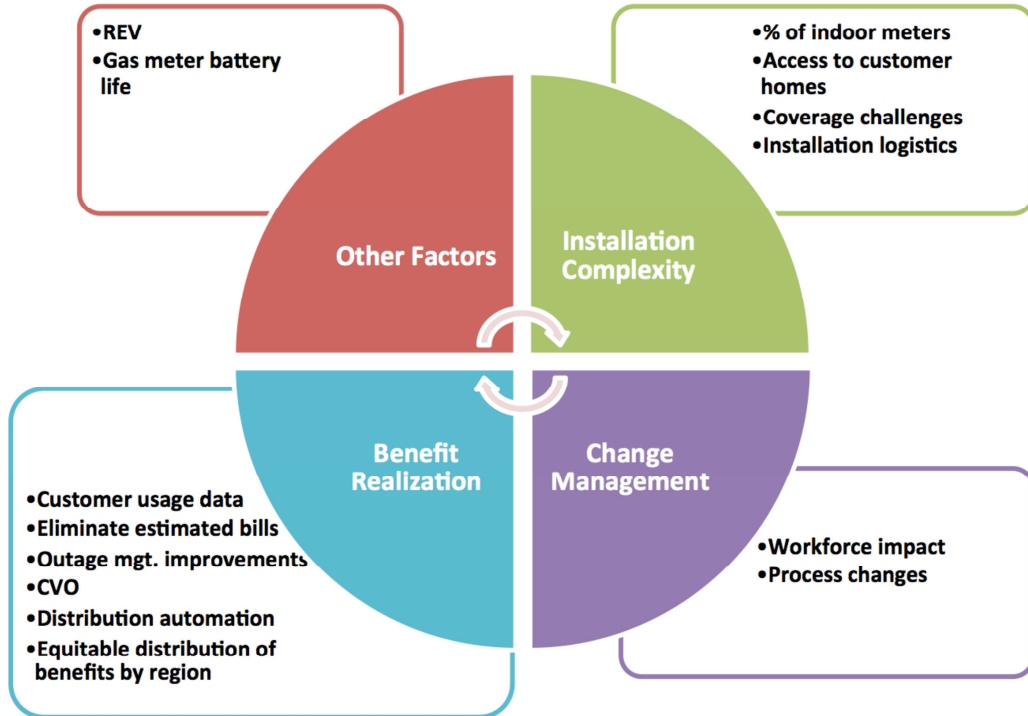 •REV
•Gas meter battery
life
•% of indoor meters
•Access to customer
homes
•Coverage challenges
•Installation logistics
Other Factors
Installation
Complexity
Benefit
Realization
Change
Management
•Customer usage data
•Eliminate estimated bills
•Outage mgt. improvements
•CVO
•Distribution automation
•Equitable distribution of
benefits by region
•Workforce impact
•Process changes